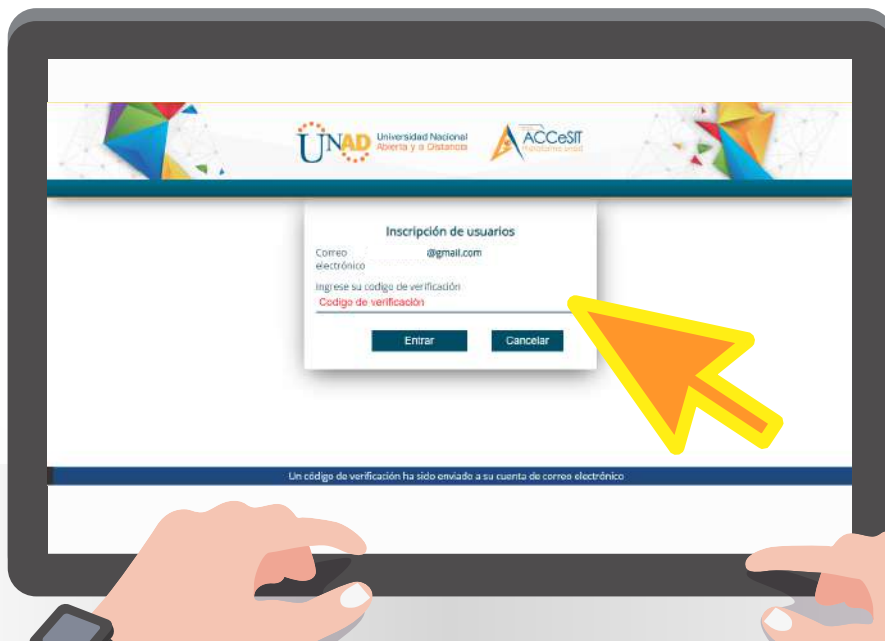 UNAD Universidad Nacional
Abierta y a Distancia
ACCeSIT
Inscripción de usuarios
Correo @gmail.com
electrónico
Ingrese su codigo de verificación
Codigo de verificación
Entrar Cancelar
Un código de verificación ha sido enviado a su cuenta de correo electrónico